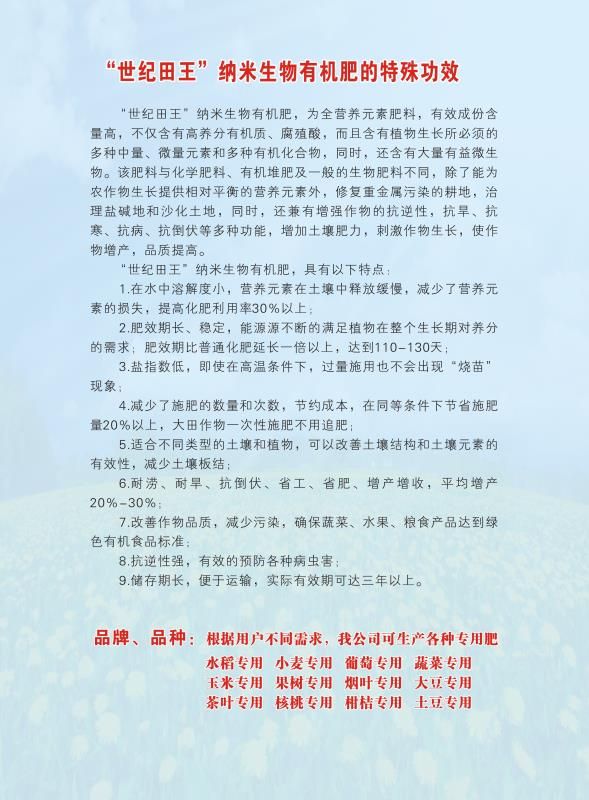 “世纪田王”纳米生物有机肥的特殊功效
“世纪田王”纳米生物有机肥，为全营养元素肥料，有效成份含
量高，不仅含有高养分有机质、腐殖酸，而且含有植物生长所必须的
多种中量、微量元素和多种有机化合物，同时，还含有大量有益微生
物。该肥料与化学肥料、有机堆肥及一般的生物肥料不同，除了能为
农作物生长提供相对平衡的营养元素外，修复重金属污染的耕地，治
理盐碱地和沙化土地，同时，还兼有增强作物的抗逆性，抗旱、抗
寒、抗病、抗倒伏等多种功能，增加土壤肥力，刺激作物生长，使作
物增产，品质提高。
“世纪田王”纳米生物有机肥，具有以下特点：
1.在水中溶解度小，营养元素在土壤中释放缓慢，减少了营养元
素的损失，提高化肥利用率30%以上；
2.肥效期长、稳定，能源源不断的满足植物在整个生长期对养分
的需求；肥效期比普通化肥延长一倍以上，达到110-130天；
3.盐指数低，即使在高温条件下，过量施用也不会出现“烧苗”
现象；
4.减少了施肥的数量和次数，节约成本，在同等条件下节省施肥
量20%以上，大田作物一次性施肥不用追肥；
5.适合不同类型的土壤和植物，可以改善土壤结构和土壤元素的
有效性，减少土壤板结；
6.耐涝、耐旱、抗倒伏、省工、省肥、增产增收，平均增产
20%-30%；
7.改善作物品质，减少污染，确保蔬菜、水果、粮食产品达到绿
色有机食品标准；
8.抗逆性强，有效的预防各种病虫害；
9.储存期长，便于运输，实际有效期可达三年以上。
品牌、品种：根据用户不同需求，我公司可生产各种专用肥
水稻专用 小麦专用 葡萄专用 蔬菜专用
玉米专用 果树专用 烟叶专用 大豆专用
茶叶专用 核桃专用 柑桔专用 土豆专用